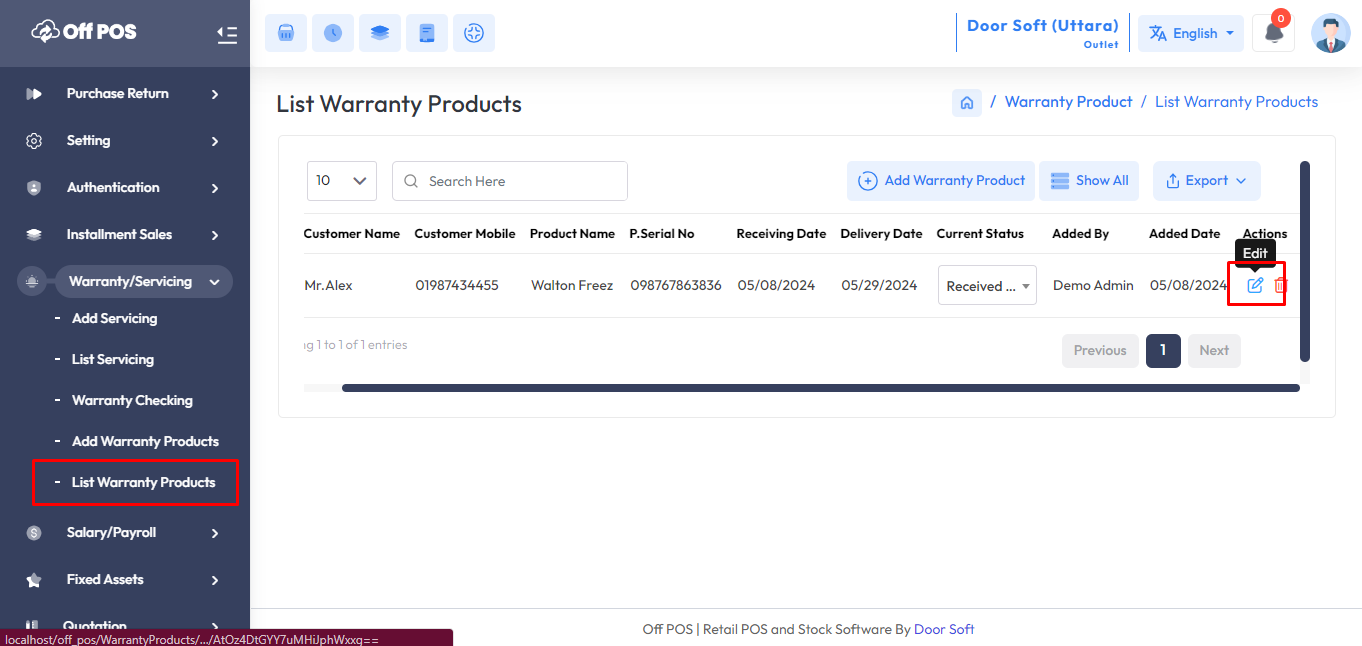 Off POS
Door Soft (Uttara)
Outlet
English
0
Purchase Return
Setting
Authentication
Installment Sales
Warranty/Servicing
- Add Servicing
- List Servicing
- Warranty Checking
- Add Warranty Products
- List Warranty Products
Salary/Payroll
Fixed Assets
Quotation
localhost/off_pos/WarrantyProducts/.../AtOz4DtGYY7uMHiJphWxxg==
List Warranty Products
/ Warranty Product / List Warranty Products
10
Search Here
Add Warranty Product
Show All
Export
Customer Name Customer Mobile Product Name P.Serial No Receiving Date Delivery Date Current Status Added By Added Date Actions
Edit
Mr.Alex 01987434455 Walton Freez 098767863836 05/08/2024 05/29/2024 Received ... Demo Admin 05/08/2024
g 1 to 1 of 1 entries
Previous 1 Next
Off POS | Retail POS and Stock Software By Door Soft